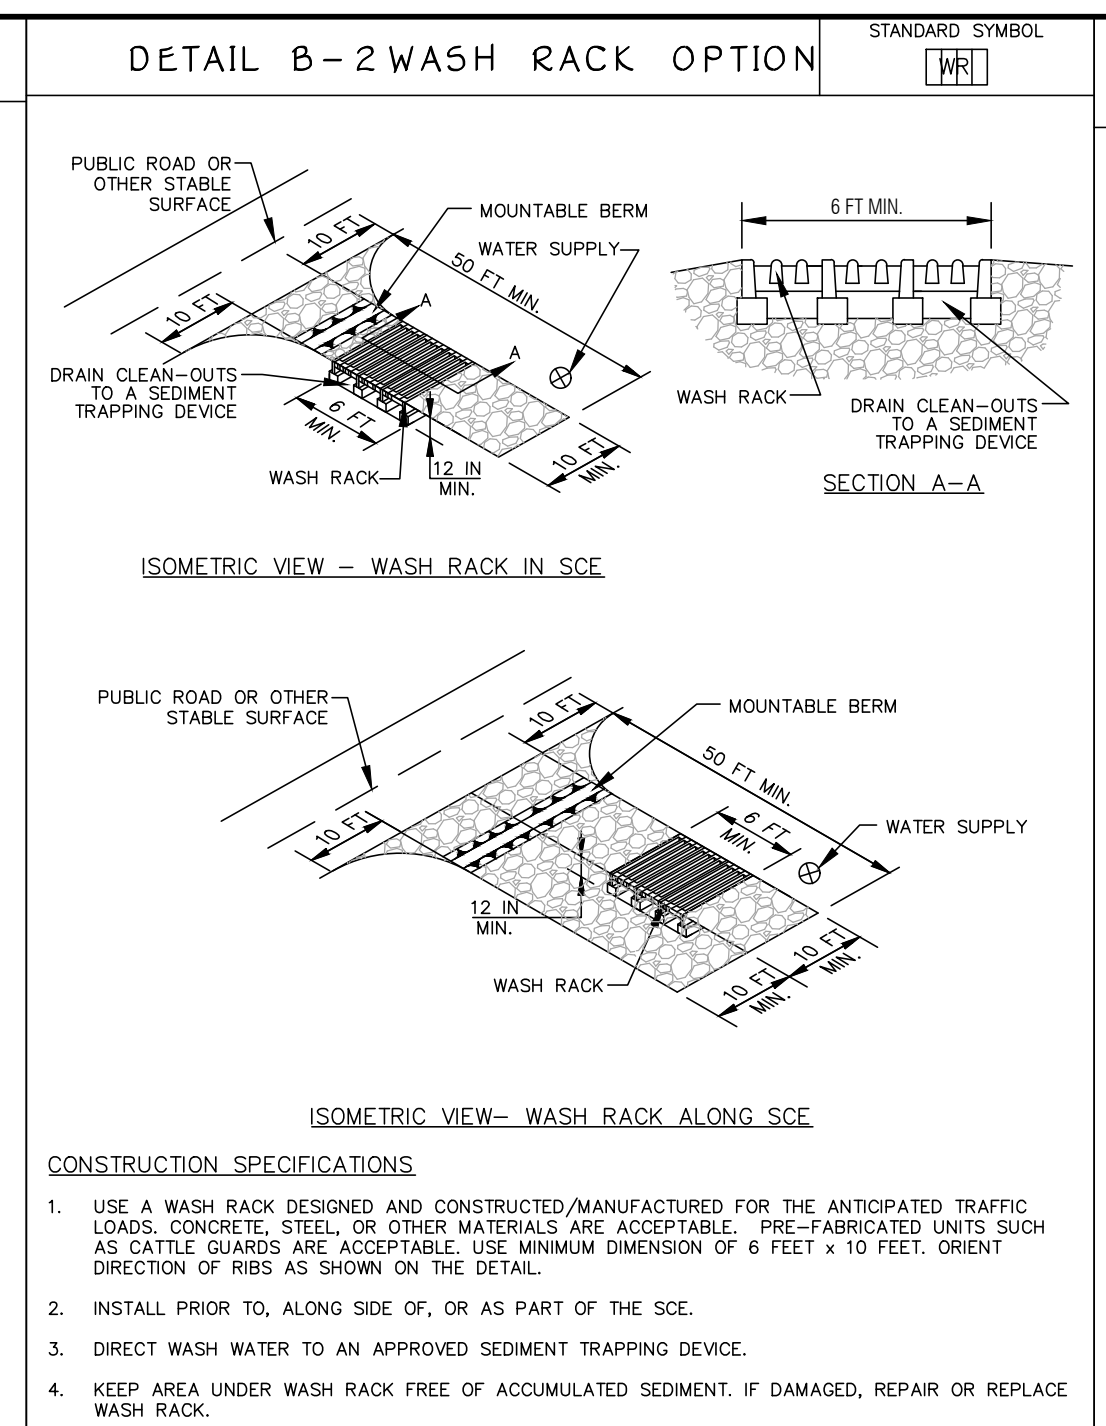 DETAIL B-2 WASH RACK OPTION
STANDARD SYMBOL
WR
PUBLIC ROAD OR
OTHER STABLE
SURFACE
10 FT
10 FT
MOUNTABLE BERM
WATER SUPPLY
50 FT MIN.
A
A
DRAIN CLEAN-OUTS
TO A SEDIMENT
TRAPPING DEVICE
6 FT
MIN.
WASH RACK
12 IN
MIN.
10 FT
MIN.
ISOMETRIC VIEW - WASH RACK IN SCE
6 FT MIN.
WASH RACK
DRAIN CLEAN-OUTS
TO A SEDIMENT
TRAPPING DEVICE
SECTION A-A
PUBLIC ROAD OR OTHER
STABLE SURFACE
10 FT
10 FT
MOUNTABLE BERM
50 FT MIN.
6 FT
MIN.
WATER SUPPLY
12 IN
MIN.
WASH RACK
10 FT
MIN.
10 FT
MIN.
ISOMETRIC VIEW- WASH RACK ALONG SCE
CONSTRUCTION SPECIFICATIONS
1. USE A WASH RACK DESIGNED AND CONSTRUCTED/MANUFACTURED FOR THE ANTICIPATED TRAFFIC
LOADS. CONCRETE, STEEL, OR OTHER MATERIALS ARE ACCEPTABLE. PRE-FABRICATED UNITS SUCH
AS CATTLE GUARDS ARE ACCEPTABLE. USE MINIMUM DIMENSION OF 6 FEET x 10 FEET. ORIENT
DIRECTION OF RIBS AS SHOWN ON THE DETAIL.
2. INSTALL PRIOR TO, ALONG SIDE OF, OR AS PART OF THE SCE.
3. DIRECT WASH WATER TO AN APPROVED SEDIMENT TRAPPING DEVICE.
4. KEEP AREA UNDER WASH RACK FREE OF ACCUMULATED SEDIMENT. IF DAMAGED, REPAIR OR REPLACE
WASH RACK.